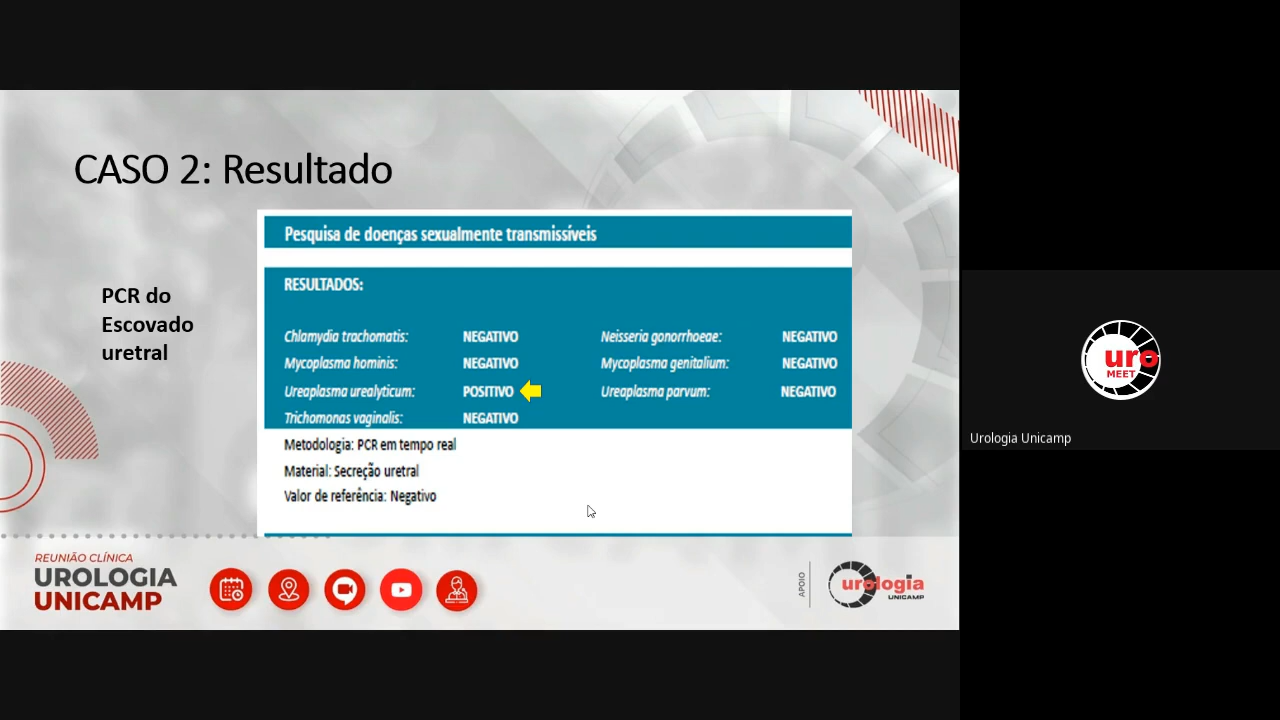 CASO 2: Resultado
Pesquisa de doenças sexualmente transmissíveis
RESULTADOS:
PCR do
Escovado
uretral
Chlamydia trachomatis: NEGATIVO Neisseria gonorrhoeae: NEGATIVO
Mycoplasma hominis: NEGATIVO Mycoplasma genitalium: NEGATIVO
Ureaplasma urealyticum: POSITIVO Ureaplasma parvum: NEGATIVO
Trichomonas vaginalis: NEGATIVO
Metodologia: PCR em tempo real
Material: Secreção uretral
Valor de referência: Negativo
REUNIÃO CLÍNICA
UROLOGIA
UNICAMP
APOIO
urologia
UNICAMP
uro
MEET
Urologia Unicamp